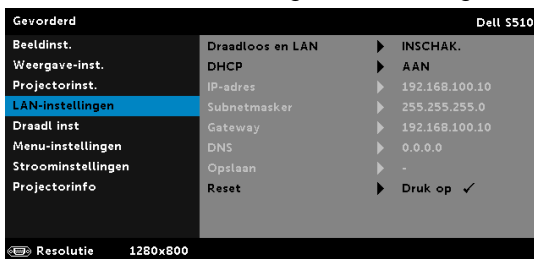 Gevorderd Dell S510
Beeldinst. Draadloos en LAN INSCHAK.
Weergave-inst. DHCP AAN
Projectorinst. IP-adres 192.168.100.10
LAN-instellingen Subnetmasker 255.255.255.0
Draadl inst Gateway 192.168.100.10
Menu-instellingen DNS 0.0.0.0
Stroominstellingen Opslaan -
Projectorinfo Reset Druk op ✓
Resolutie 1280x800